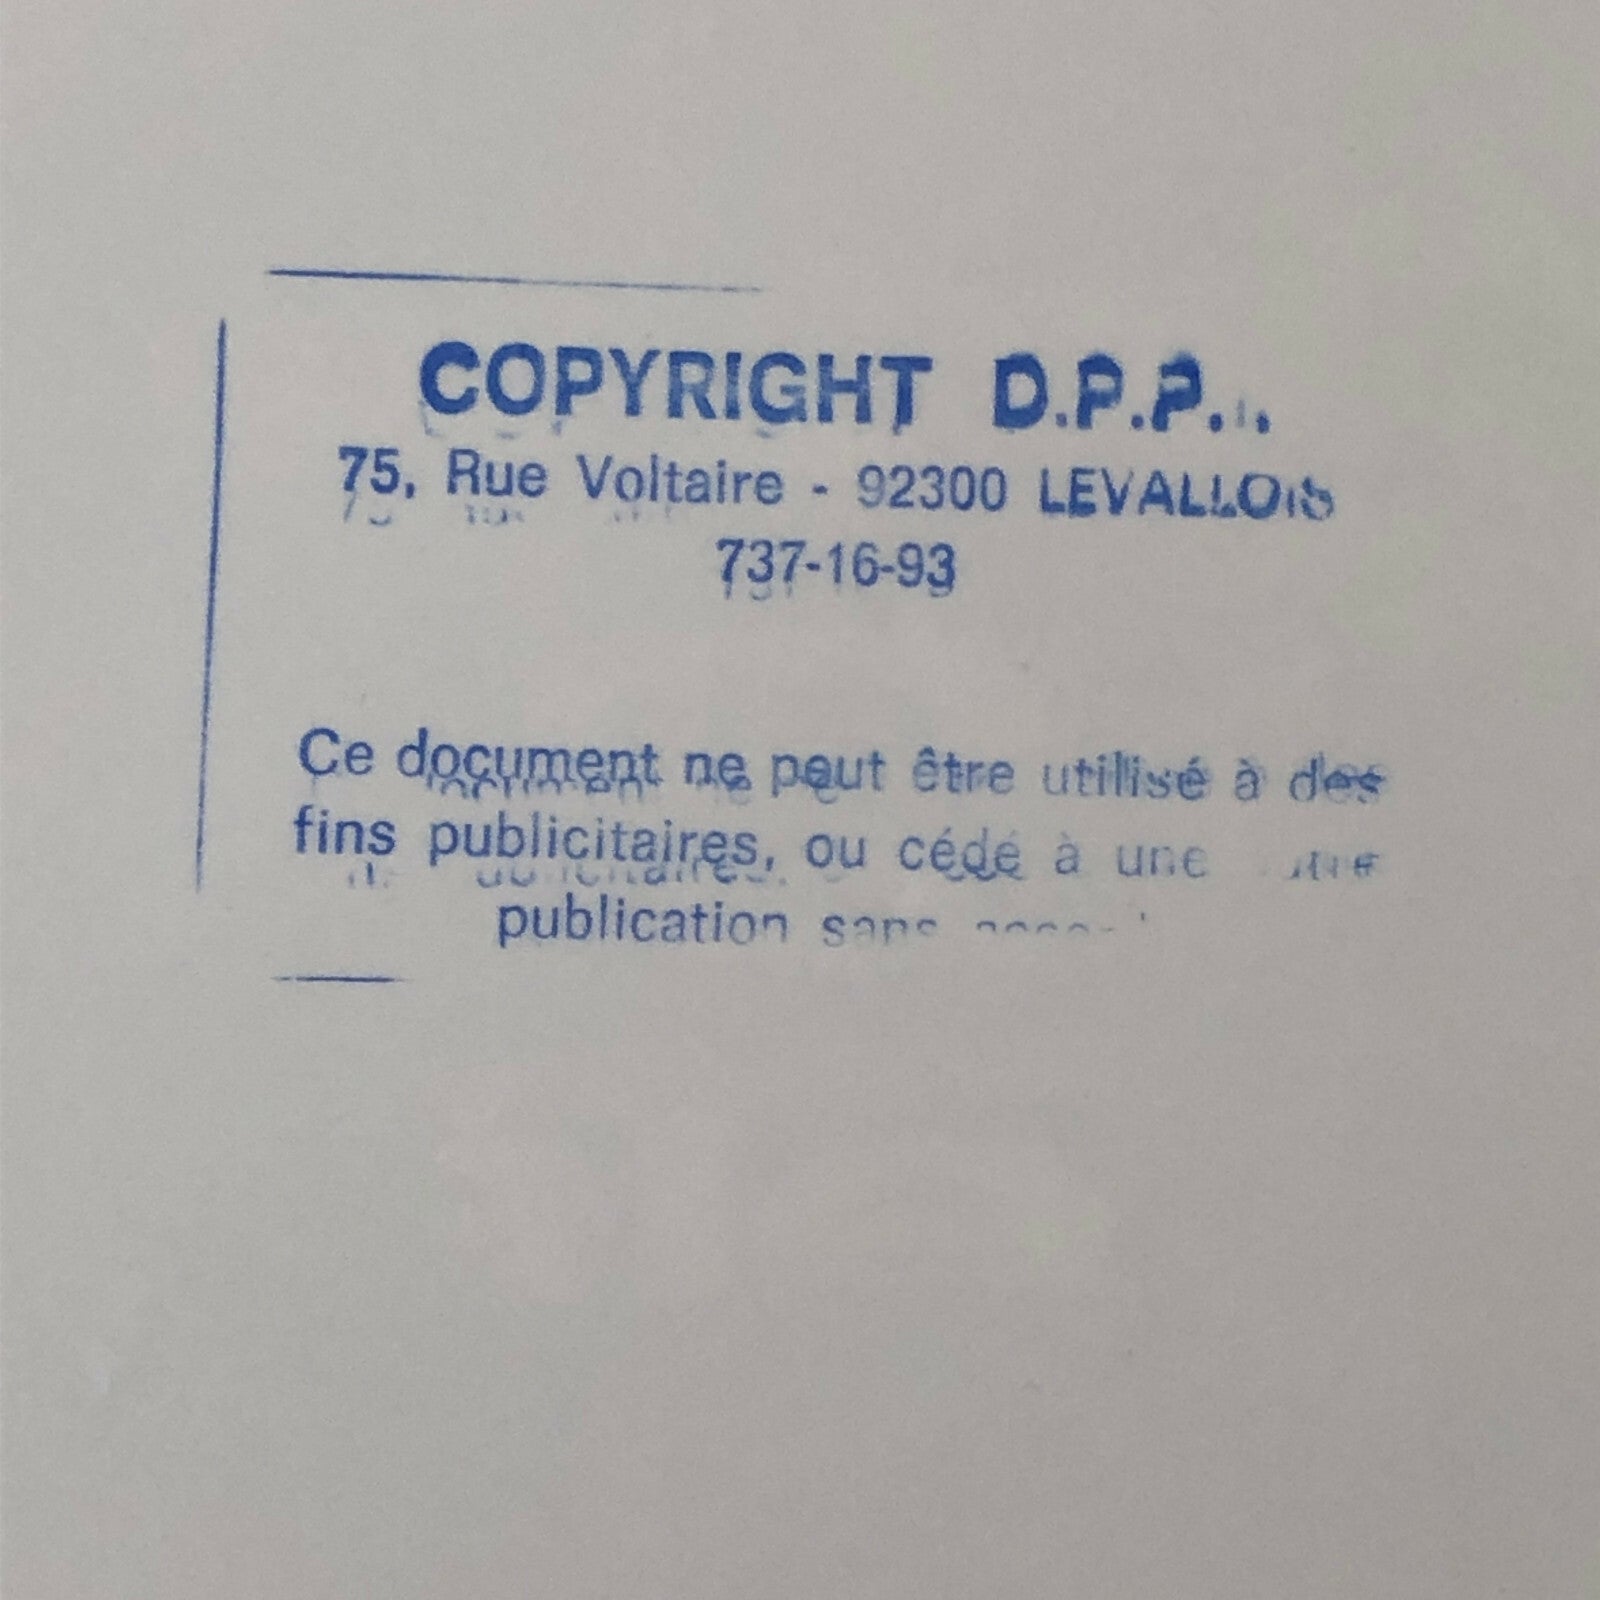 COPYRIGHT D.P.P.I.
75, Rue Voltaire - 92300 LEVALLOIS
737-16-93
Ce document ne peut être utilisé à des
fins publicitaires, ou cédé à une
publication sans